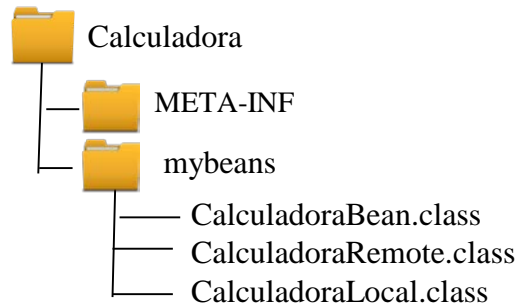 Calculadora
META-INF
mybeans
CalculadoraBean.class
CalculadoraRemote.class
CalculadoraLocal.class